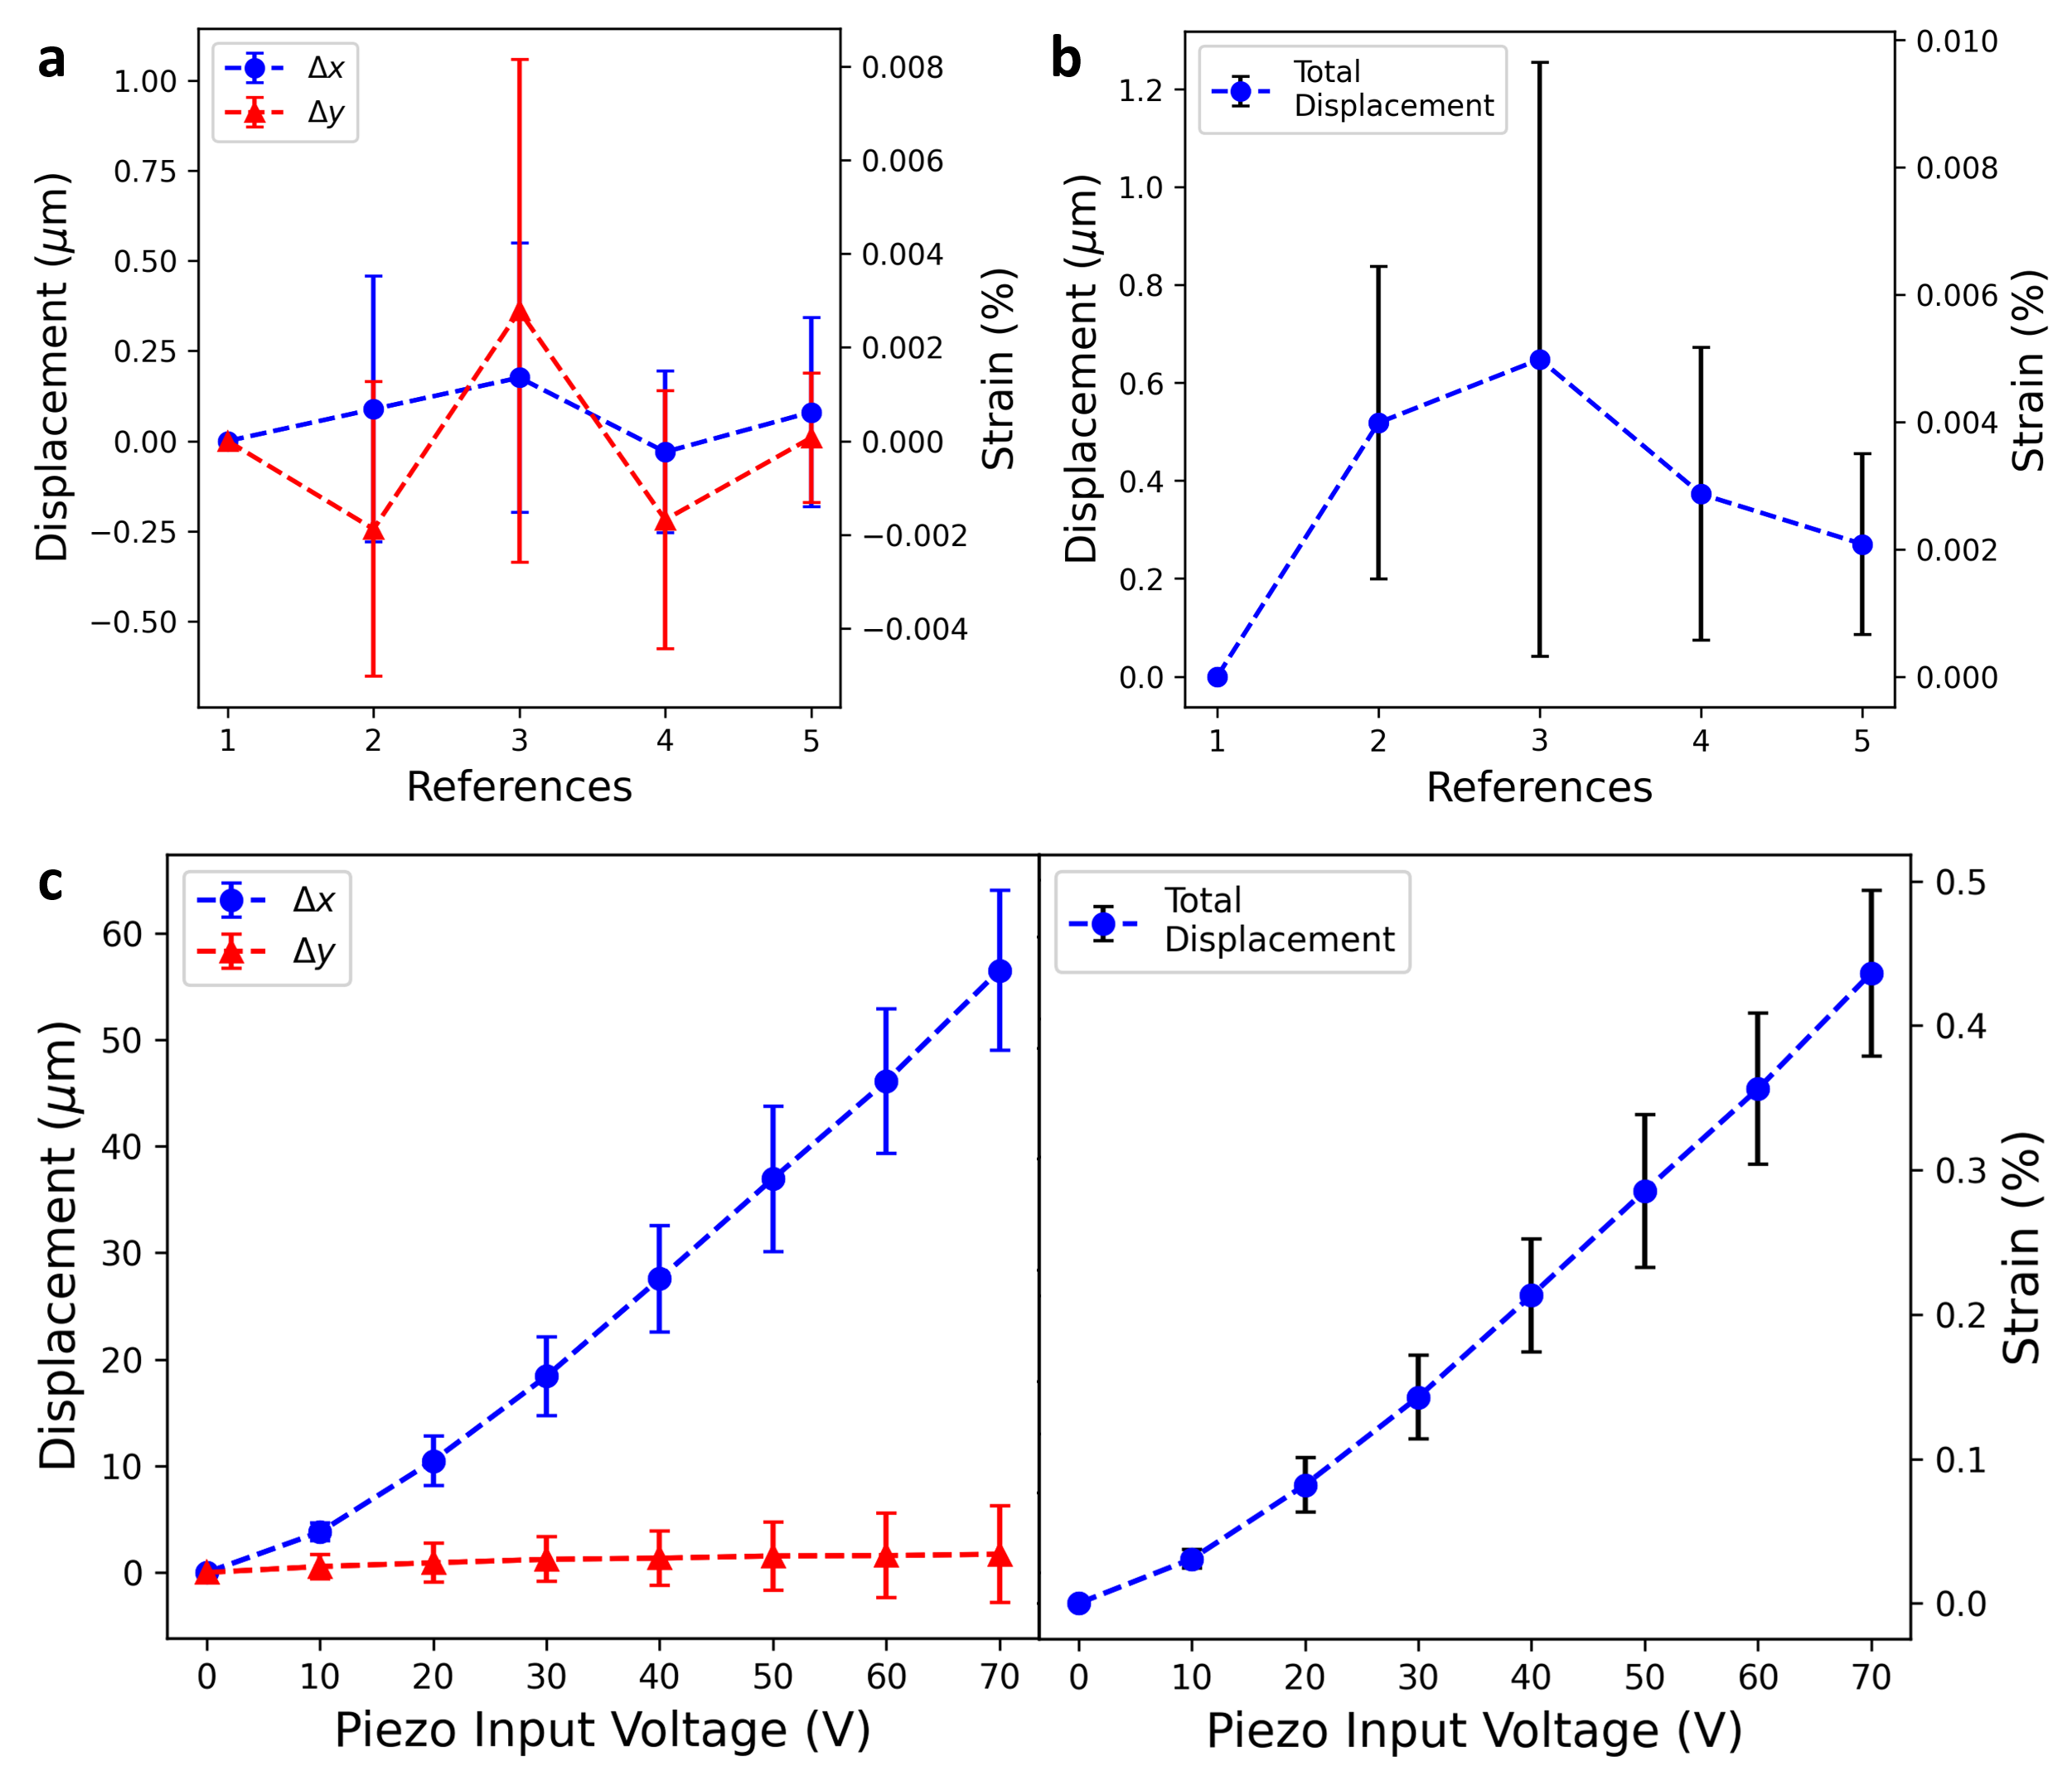 a
Δx
Δy
1.00
0.75
0.50
0.25
0.00
−0.25
−0.50
Displacement (μm)
0.008
0.006
0.004
0.002
0.000
−0.002
−0.004
Strain (%)
1 2 3 4 5
References
b
Total
Displacement
1.2
1.0
0.8
0.6
0.4
0.2
0.0
Displacement (μm)
0.010
0.008
0.006
0.004
0.002
0.000
Strain (%)
1 2 3 4 5
References
c
Δx
Δy
60
50
40
30
20
10
0
Displacement (μm)
0 10 20 30 40 50 60 70
Piezo Input Voltage (V)
Total
Displacement
0.5
0.4
0.3
0.2
0.1
0.0
Strain (%)
0 10 20 30 40 50 60 70
Piezo Input Voltage (V)